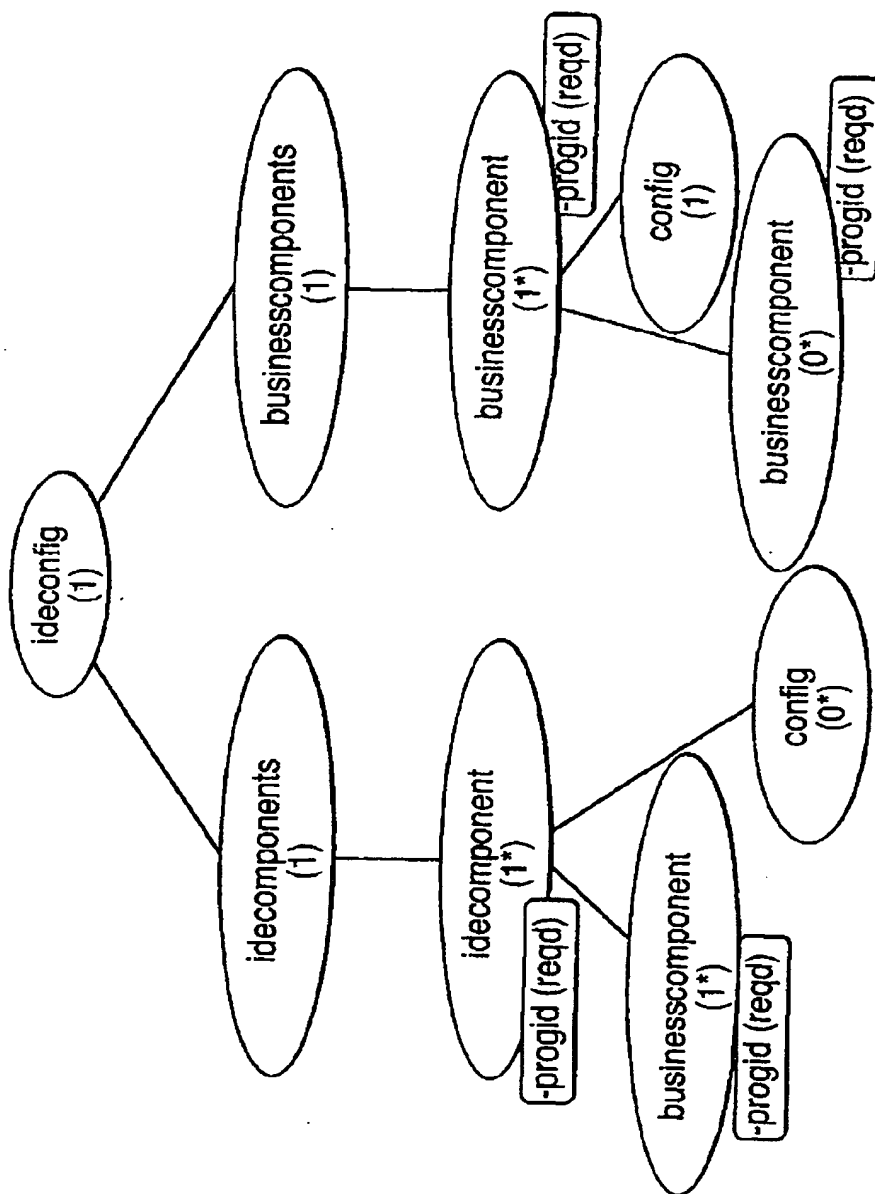 ideconfig
(1)
idecomponents
(1)
businesscomponents
(1)
idecomponent
(1*)
-progid (reqd)
businesscomponent
(1*)
-progid (reqd)
businesscomponent
(1*)
-progid (reqd)
config
(0*)
businesscomponent
(0*)
-progid (reqd)
config
(1)